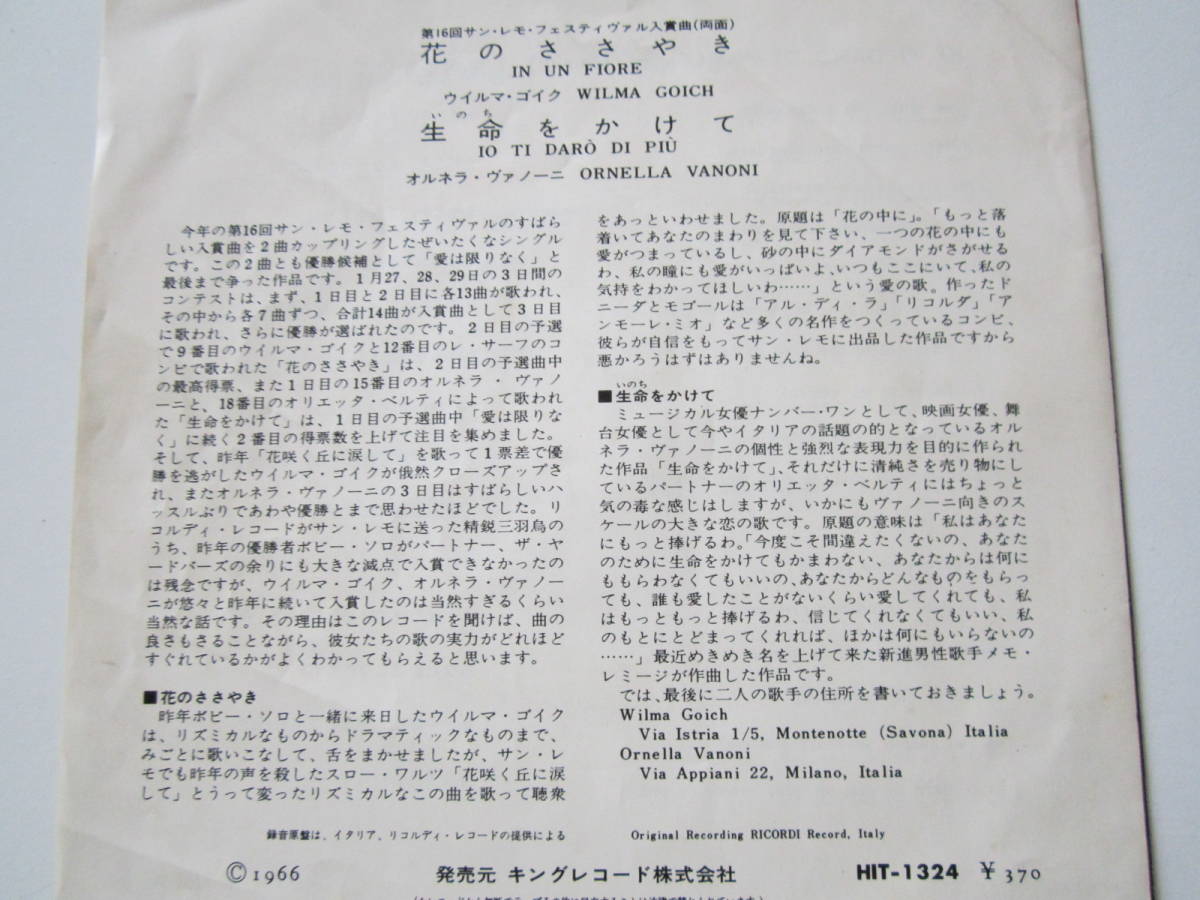 第16回サン・レモ・フェスティヴァル入賞曲(両面)
花のささやき
IN UN FIORE
ウイルマ・ゴイク WILMA GOICH
いのち
生命をかけて
IO TI DARÒ DI PIÙ
オルネラ・ヴァノーニ ORNELLA VANONI
今年の第16回サン・レモ・フェスティヴァルのすばら
しい入賞曲を2曲カップリングしたぜいたくなシングル
です。この2曲とも優勝候補として「愛は限りなく」と
最後まで争った作品です。1月27、28、29日の3日間の
コンテストは、まず、1日目と2日目に各13曲が歌われ、
その中から各7曲ずつ、合計14曲が入賞曲として3日目
に歌われ、さらに優勝が選ばれたのです。2日目の予選
で9番目のウイルマ・ゴイクと12番目のレ・サーフのコ
ンビで歌われた「花のささやき」は、2日目の予選曲中
の最高得票、また1日目の15番目のオルネラ・ヴァノ
ーニと、18番目のオリエッタ・ベルティによって歌われ
た「生命をかけて」は、1日目の予選曲中「愛は限りな
く」に続く2番目の得票数を上げて注目を集めました。
そして、昨年「花咲く丘に涙して」を歌って1票差で優
勝を逃がしたウイルマ・ゴイクが俄然クローズアップさ
れ、またオルネラ・ヴァノーニの3日目はすばらしいハ
ッスルぶりであわや優勝とまで思わせたほどでした。リ
コルディ・レコードがサン・レモに送った精鋭三羽烏の
うち、昨年の優勝者ボビー・ソロがパートナー、ザ・ヤ
ードバーズの余りにも大きな減点で入賞できなかったの
は残念ですが、ウイルマ・ゴイク、オルネラ・ヴァノー
ニが悠々と昨年に続いて入賞したのは当然すぎるくらい
当然な話です。その理由はこのレコードを聞けば、曲の
良さもさることながら、彼女たちの歌の実力がどれほど
すぐれているかがよくわかってもらえると思います。
■花のささやき
昨年ボビー・ソロと一緒に来日したウイルマ・ゴイク
は、リズミカルなものからドラマティックなものまで、
みごとに歌いこなして、舌をまかせましたが、サン・レ
モでも昨年の声を殺したスロー・ワルツ「花咲く丘に涙
して」とうって変ったリズミカルなこの曲を歌って聴衆
をあっといわせました。原題は「花の中に」。「もっと落
着いてあなたのまわりを見て下さい、一つの花の中にも
愛がつまっているし、砂の中にダイアモンドがさがせる
わ、私の瞳にも愛がいっぱいよ、いつもここにいて、私の
気持をわかってほしいわ……」という愛の歌。作ったド
ニーダとモゴールは「アル・ディ・ラ」「リコルダ」「ア
ンモーレ・ミオ」など多くの名作をつくっているコンビ、
彼らが自信をもってサン・レモに出品した作品ですから
悪かろうはずはありませんね。
いのち
■生命をかけて
ミュージカル女優ナンバー・ワンとして、映画女優、舞
台女優として今やイタリアの話題の的となっているオル
ネラ・ヴァノーニの個性と強烈な表現力を目的に作られ
た作品「生命をかけて」、それだけに清純さを売り物にし
ているパートナーのオリエッタ・ベルティにはちょっと
気の毒な感じはしますが、いかにもヴァノーニ向きのス
ケールの大きな恋の歌です。原題の意味は「私はあなた
にもっと捧げるわ。「今度こそ間違えたくないの、あなた
のために生命をかけてもかまわない、あなたからは何に
ももらわなくてもいいの、あなたからどんなものをもらっ
ても、誰も愛したことがないくらい愛してくれても、私
はもっともっと捧げるわ、信じてくれなくてもいい、私
のもとにとどまってくれれば、ほかは何にもいらないの
……」最近めきめき名を上げて来た新進男性歌手メモ・
レミージが作曲した作品です。
では、最後に二人の歌手の住所を書いておきましょう。
Wilma Goich
Via Istria 1/5, Montenotte (Savona) Italia
Ornella Vanoni
Via Appiani 22, Milano, Italia
録音原盤は、イタリア、リコルディ・レコードの提供による
Original Recording RICORDI Record, Italy
©1966 発売元 キングレコード株式会社 HIT-1324 ¥370